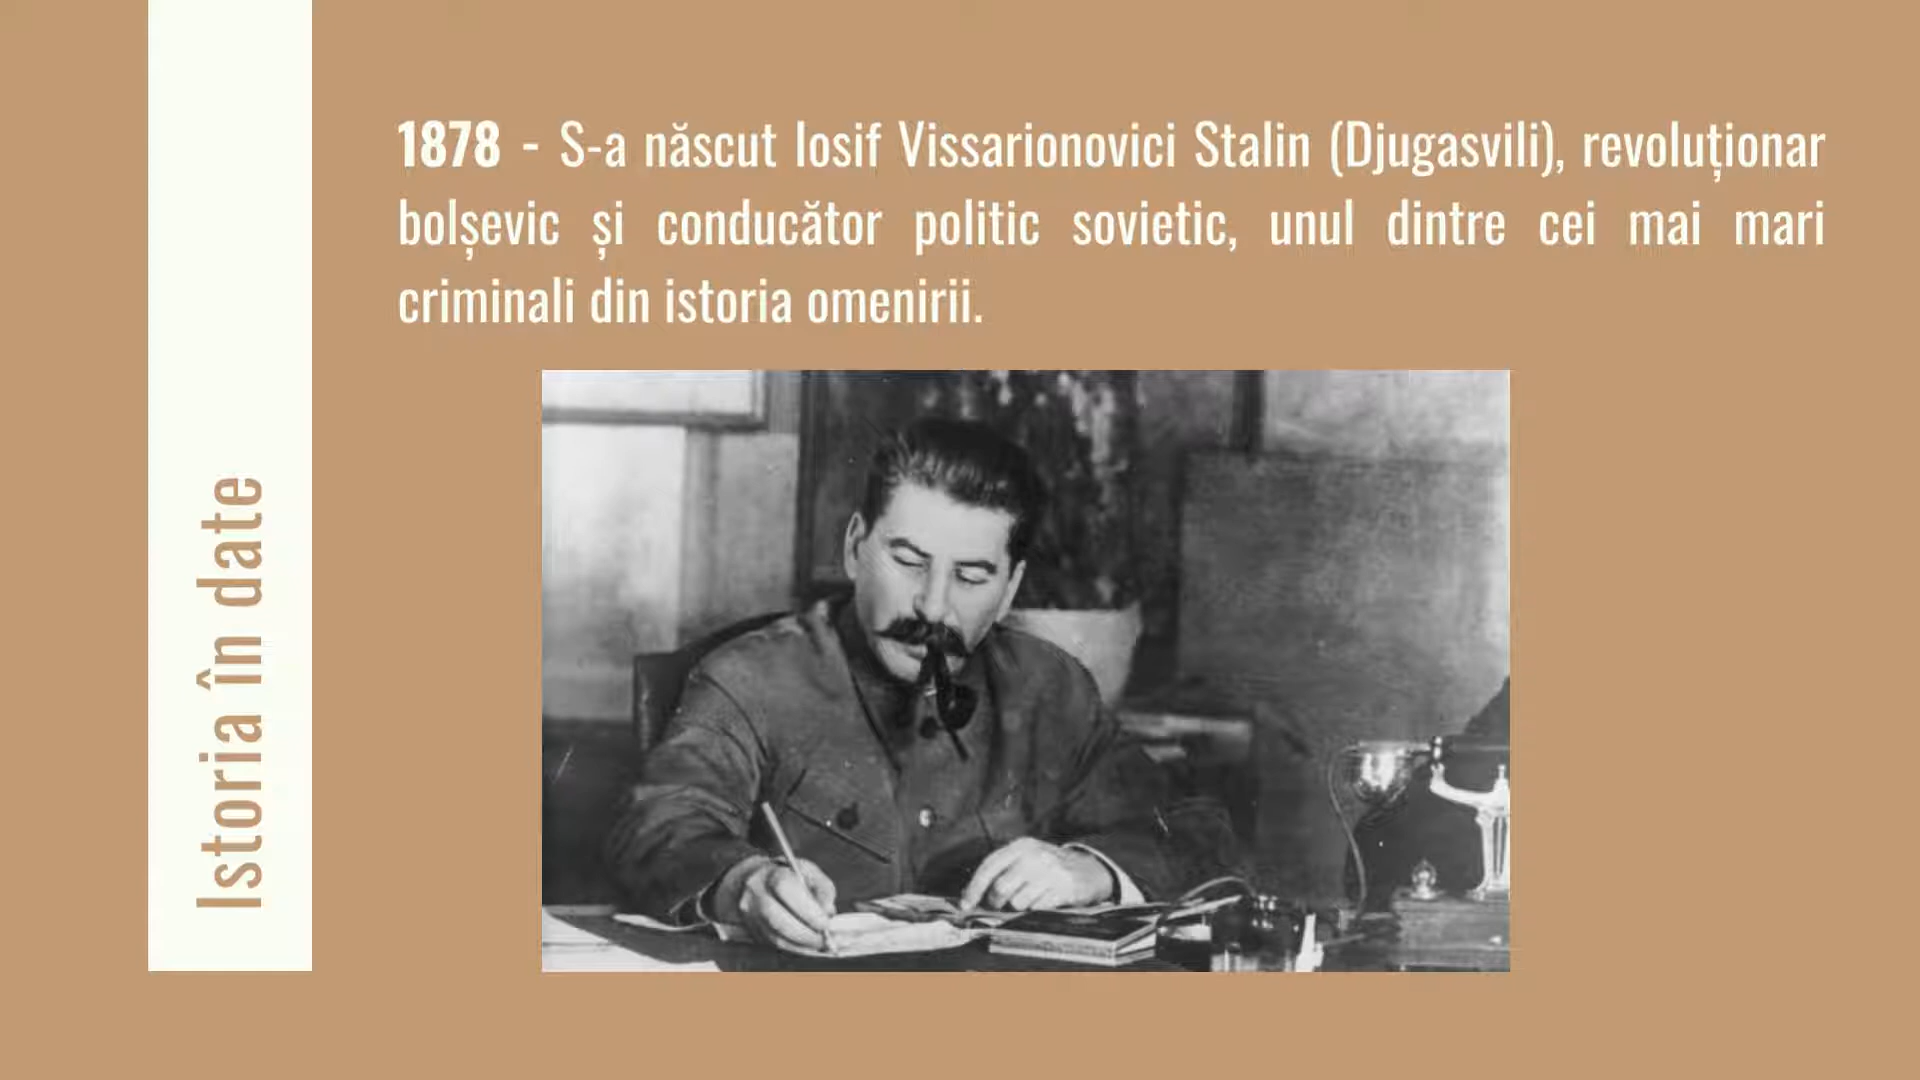 Istoria în date
1878 - S-a născut Iosif Vissarionovici Stalin (Djugasvili), revoluționar
bolșevic și conducător politic sovietic, unul dintre cei mai mari
criminali din istoria omenirii.